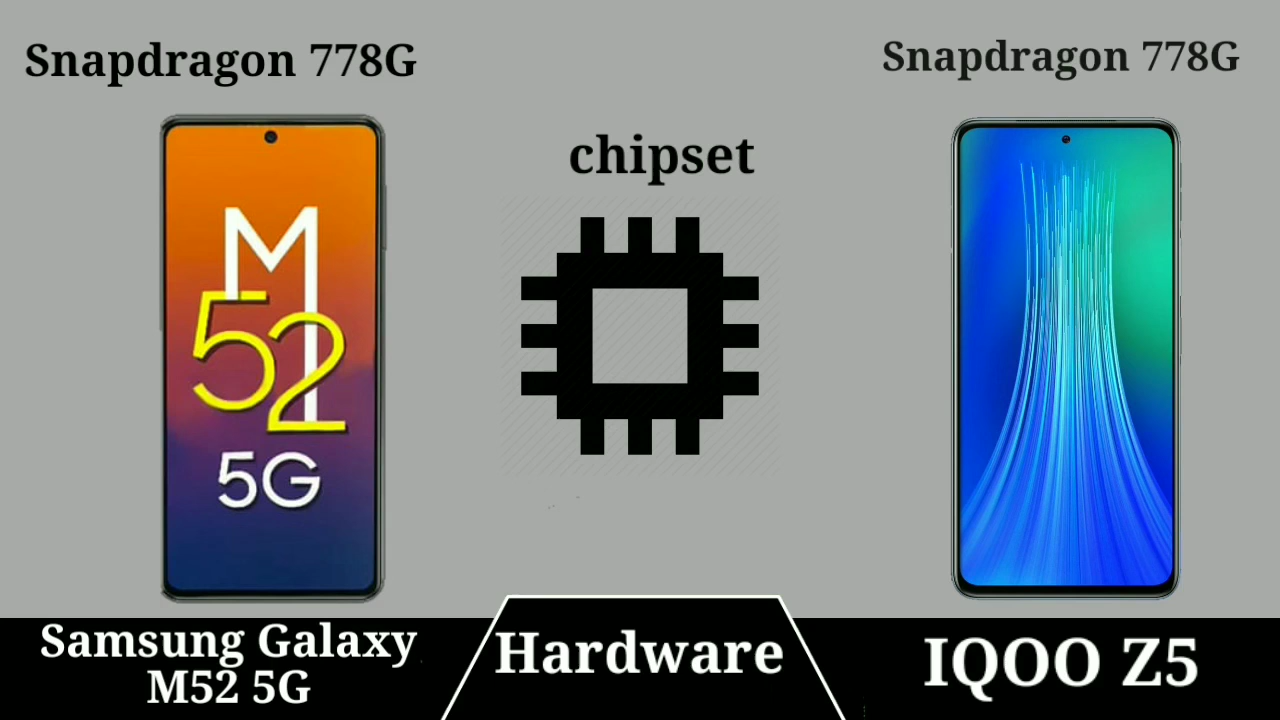 Snapdragon 778G
Snapdragon 778G
chipset
M
52
5G
Samsung Galaxy
M52 5G
Hardware
IQOO Z5